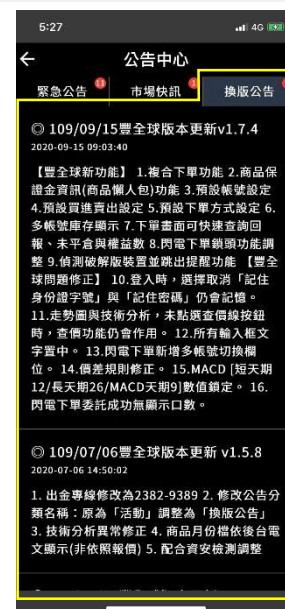 5:27
4G
公告中心
緊急公告
11
市場快訊
換版公告
◎ 109/09/15豐全球版本更新v1.7.4
2020-09-15 09:03:40
【豐全球新功能】 1.複合下單功能 2.商品保
證金資訊(商品懶人包)功能 3.預設帳號設定
4.預設買進賣出設定 5.預設下單方式設定 6.
多帳號庫存顯示 7.下單畫面可快速查詢回
報、未平倉與權益數 8.閃電下單鎖頭功能調
整 9.偵測破解版裝置並跳出提醒功能 【豐全
球問題修正】 10.登入時，選擇取消「記住
身份證字號」與「記住密碼」仍會記憶。
11.走勢圖與技術分析，未點選查價線按鈕
時，查價功能仍會作用。 12.所有輸入框文
字置中。 13.閃電下單新增多帳號切換欄
位。 14.價差規則修正。 15.MACD [短天期
12/長天期26/MACD天期9]數值鎖定。 16.
閃電下單委託成功無顯示口數。
◎ 109/07/06豐全球版本更新 v1.5.8
2020-07-06 14:50:02
1. 出金專線修改為2382-9389 2. 修改公告分
類名稱：原為「活動」調整為「換版公告」
3. 技術分析異常修正 4. 商品月份檔依後台電
文顯示(非依照報價) 5. 配合資安檢測調整